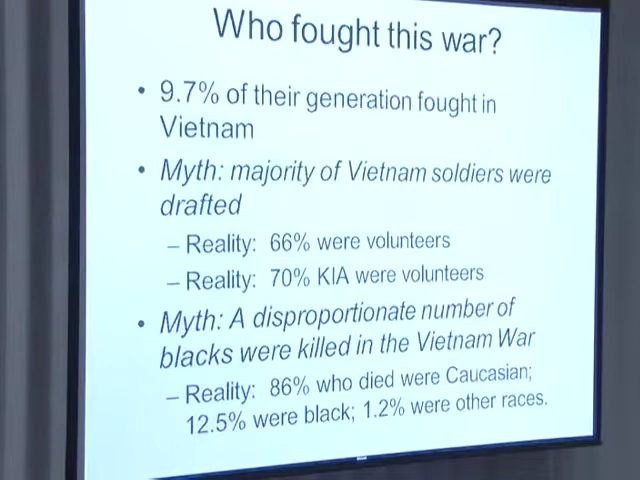 Who fought this war?
• 9.7% of their generation fought in
Vietnam
• Myth: majority of Vietnam soldiers were
drafted
– Reality: 66% were volunteers
– Reality: 70% KIA were volunteers
• Myth: A disproportionate number of
blacks were killed in the Vietnam War
– Reality: 86% who died were Caucasian;
12.5% were black; 1.2% were other races.